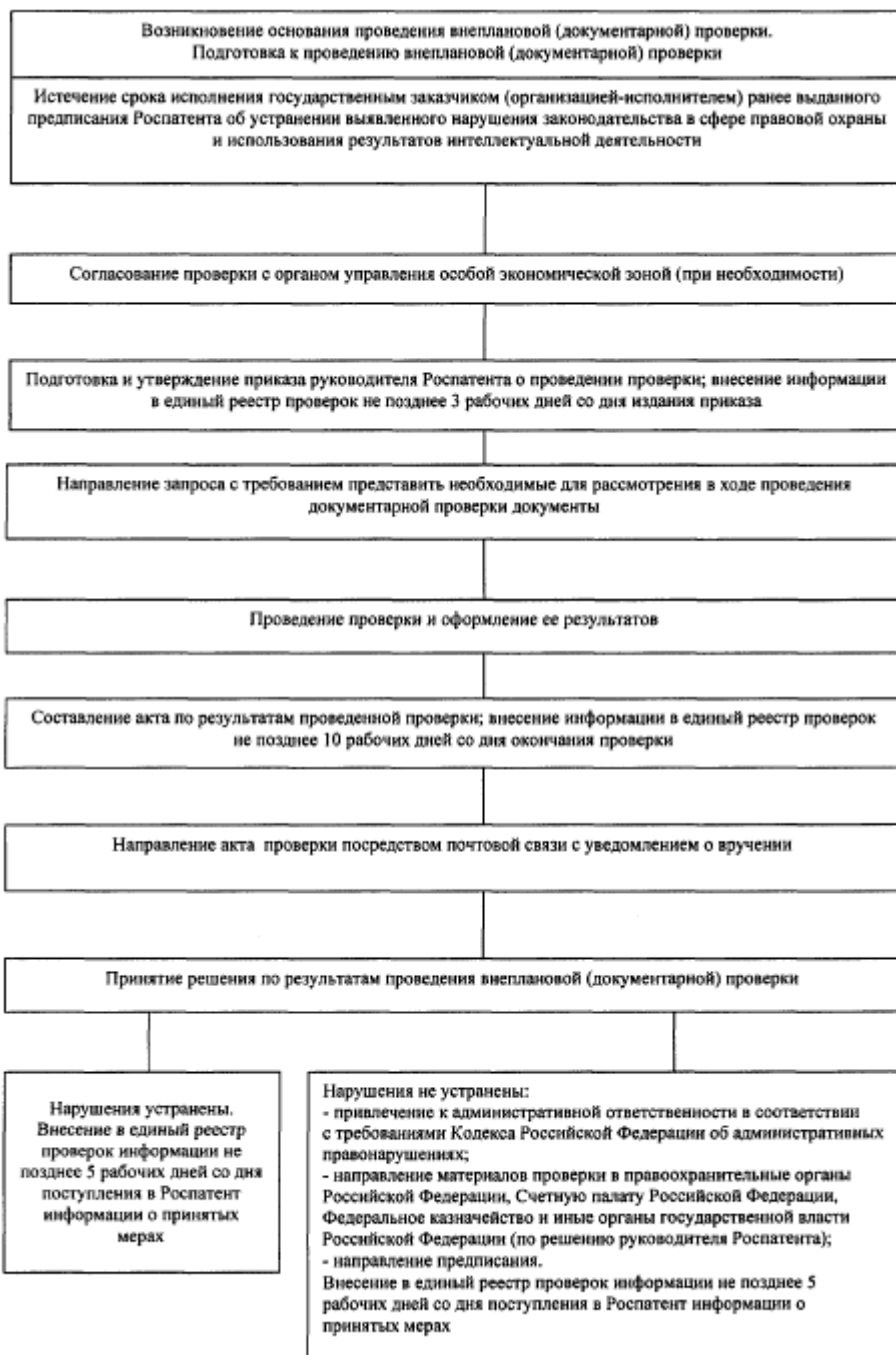 Возникновение основания проведения внеплановой (документарной) проверки.
Подготовка к проведению внеплановой (документарной) проверки
Истечение срока исполнения государственным заказчиком (организацией-исполнителем) ранее выданного
предписания Роспатента об устранении выявленного нарушения законодательства в сфере правовой охраны
и использования результатов интеллектуальной деятельности
Согласование проверки с органом управления особой экономической зоной (при необходимости)
Подготовка и утверждение приказа руководителя Роспатента о проведении проверки; внесение информации
в единый реестр проверок не позднее 3 рабочих дней со дня издания приказа
Направление запроса с требованием представить необходимые для рассмотрения в ходе проведения
документарной проверки документы
Проведение проверки и оформление ее результатов
Составление акта по результатам проведенной проверки; внесение информации в единый реестр проверок
не позднее 10 рабочих дней со дня окончания проверки
Направление акта проверки посредством почтовой связи с уведомлением о вручении
Принятие решения по результатам проведения внеплановой (документарной) проверки
Нарушения устранены.
Внесение в единый реестр
проверок информации не
позднее 5 рабочих дней со дня
поступления в Роспатент
информации о принятых
мерах
Нарушения не устранены:
- привлечение к административной ответственности в соответствии
с требованиями Кодекса Российской Федерации об административных
правонарушениях;
- направление материалов проверки в правоохранительные органы
Российской Федерации, Счетную палату Российской Федерации,
Федеральное казначейство и иные органы государственной власти
Российской Федерации (по решению руководителя Роспатента);
- направление предписания.
Внесение в единый реестр проверок информации не позднее 5
рабочих дней со дня поступления в Роспатент информации о
принятых мерах